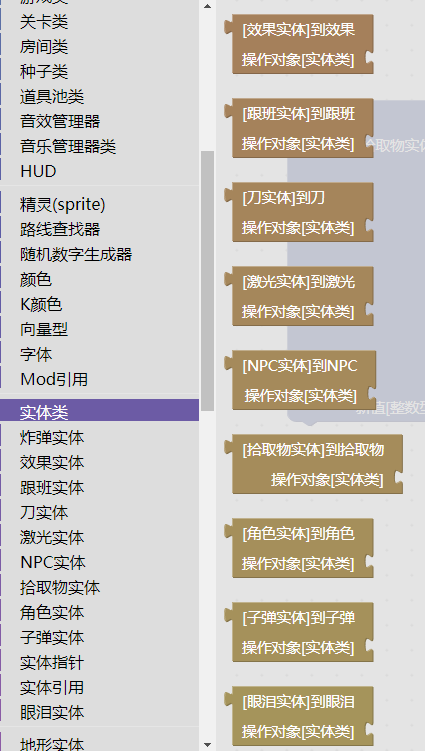 游戏类
关卡类
房间类
种子类
道具池类
音效管理器
音乐管理器类
HUD
精灵(sprite)
路线查找器
随机数字生成器
颜色
K颜色
向量型
字体
Mod引用
实体类
炸弹实体
效果实体
跟班实体
刀实体
激光实体
NPC实体
拾取物实体
角色实体
子弹实体
实体指针
实体引用
眼泪实体
地形实体
[效果实体]到效果
操作对象[实体类]
[跟班实体]到跟班
操作对象[实体类]
[刀实体]到刀
操作对象[实体类]
[激光实体]到激光
操作对象[实体类]
[NPC实体]到NPC
操作对象[实体类]
[拾取物实体]到拾取物
操作对象[实体类]
[角色实体]到角色
操作对象[实体类]
[子弹实体]到子弹
操作对象[实体类]
[眼泪实体]到眼泪
操作对象[实体类]
拾取物实体
新值[整数型